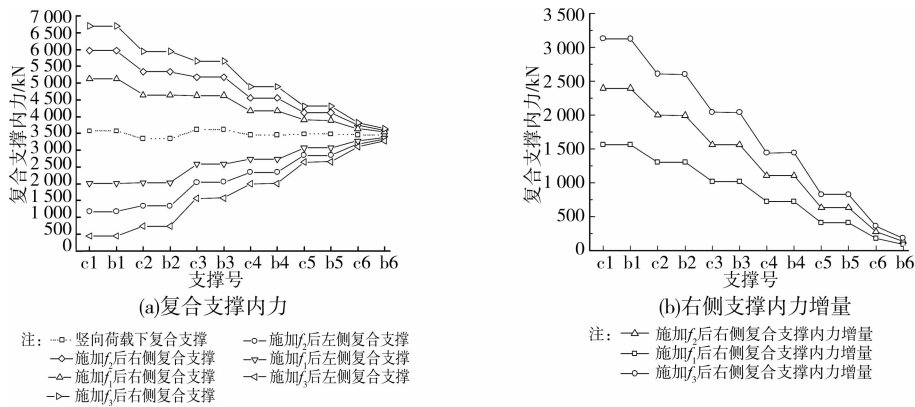 复合支撑内力/kN
7 000
6 000
5 500
4 500
3 500
3 000
2 500
1 500
1 000
0
c1 b1 c2 b2 c3 b3 c4 b4 c5 b5 c6 b6
支撑号
(a)复合支撑内力
注：竖向荷载下复合支撑
施加f2后右侧复合支撑
施加f1后右侧复合支撑
施加f3后右侧复合支撑
施加f2后左侧复合支撑
施加f1后左侧复合支撑
施加f3后左侧复合支撑
复合支撑内力/kN
3 500
3 000
2 500
2 000
1 500
1 000
500
0
c1 b1 c2 b2 c3 b3 c4 b4 c5 b5 c6 b6
支撑号
(b)右侧支撑内力增量
注：施加f2后右侧复合支撑内力增量
施加f1后右侧复合支撑内力增量
施加f3后右侧复合支撑内力增量